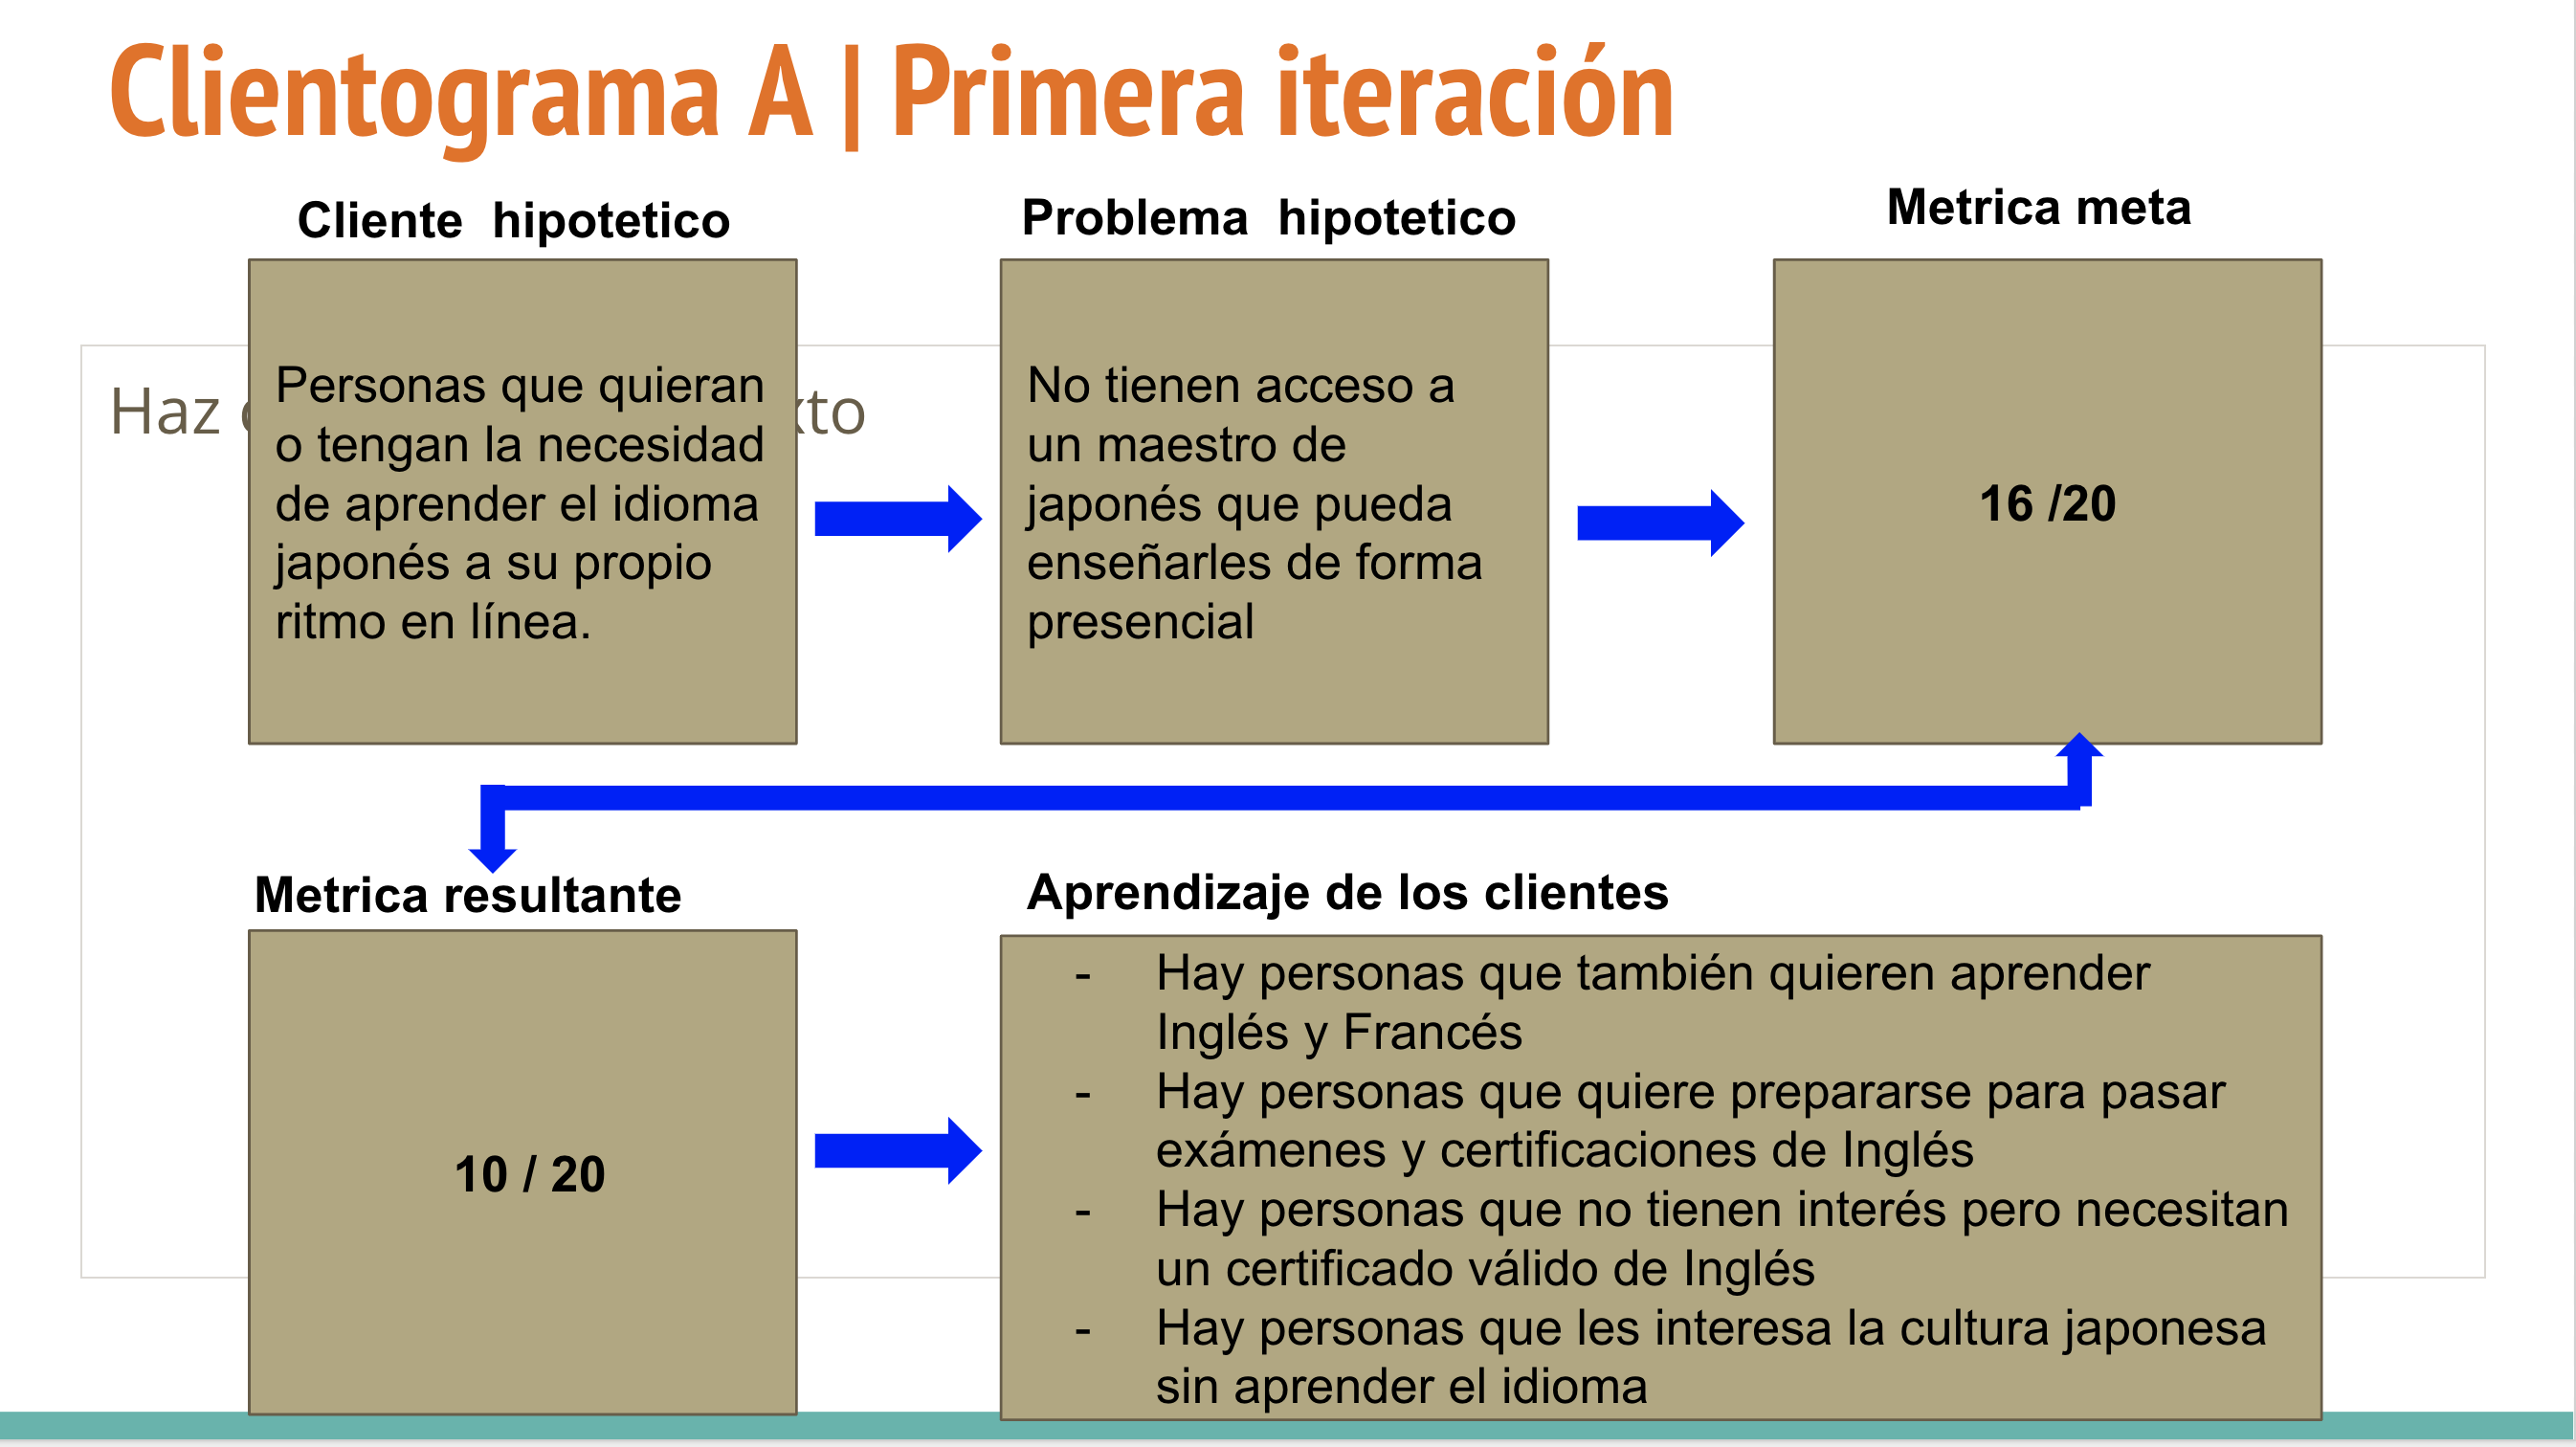 Clientograma A | Primera iteración
Cliente  hipotetico
Problema  hipotetico
Metrica meta
Haz
Personas que quieran
o tengan la necesidad
de aprender el idioma
japonés a su propio
ritmo en línea.
No tienen acceso a
un maestro de
japonés que pueda
enseñarles de forma
presencial
16 /20
Metrica resultante
Aprendizaje de los clientes
10 / 20
- Hay personas que también quieren aprender
Inglés y Francés
- Hay personas que quiere prepararse para pasar
exámenes y certificaciones de Inglés
- Hay personas que no tienen interés pero necesitan
un certificado válido de Inglés
- Hay personas que les interesa la cultura japonesa
sin aprender el idioma